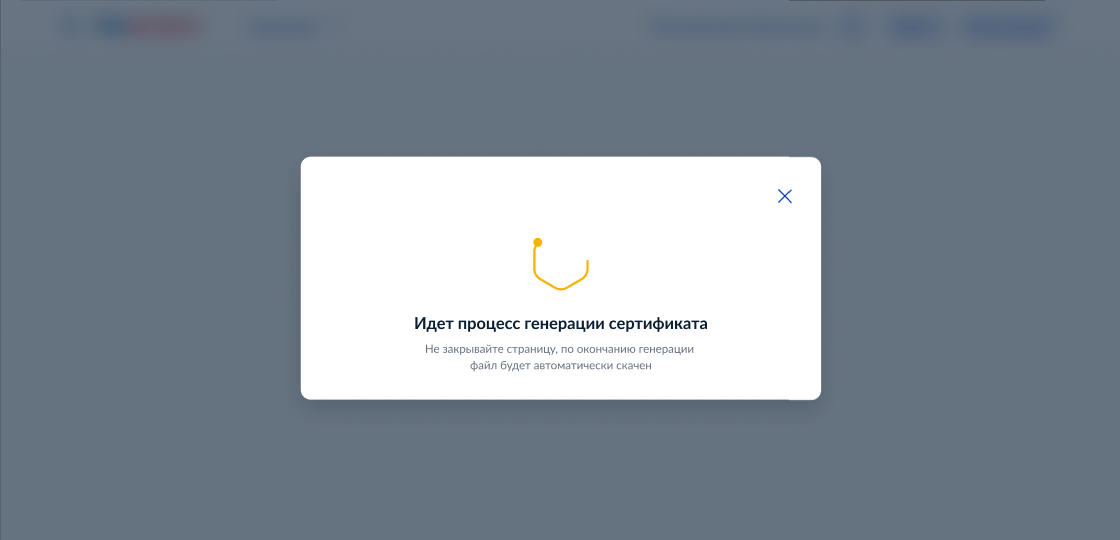 Идет процесс генерации сертификата
Не закрывайте страницу, по окончанию генерации
файл будет автоматически скачен